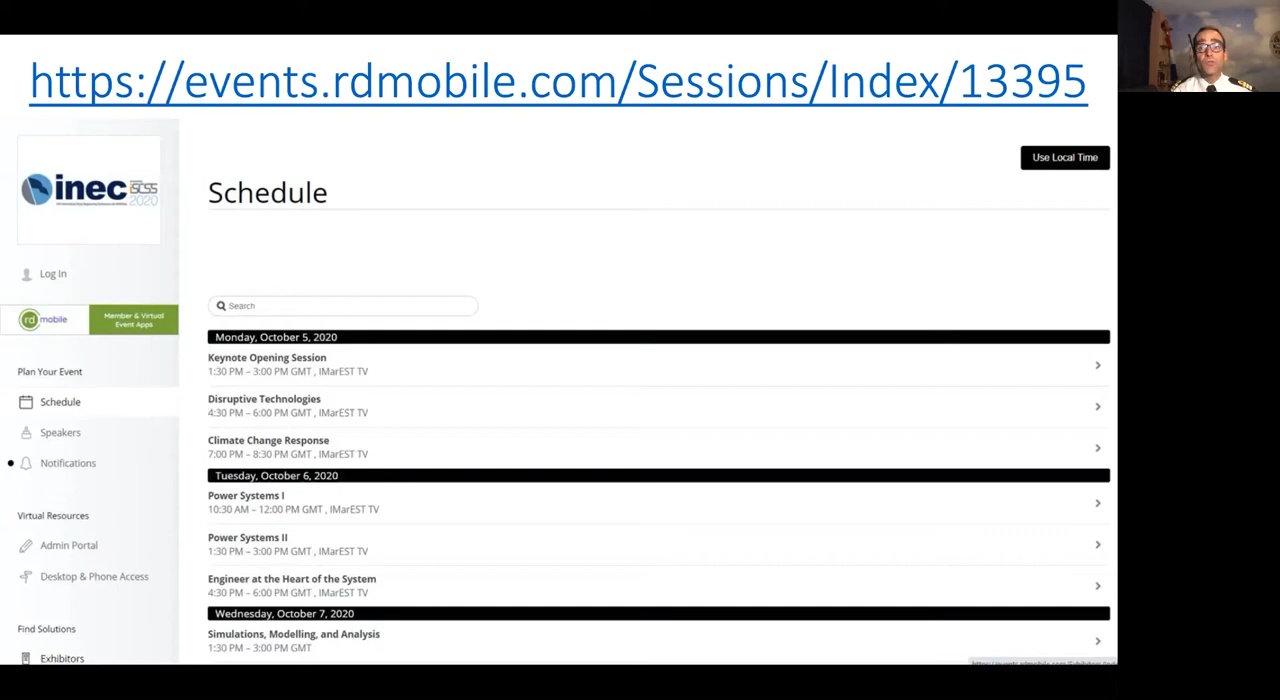 https://events.rdmobile.com/Sessions/Index/13395
Use Local Time
inec iSCSS 2020
Schedule
Log In
rd mobile
Member & Virtual
Event Apps
Search
Plan Your Event
Schedule
Speakers
Notifications
Virtual Resources
Admin Portal
Desktop & Phone Access
Find Solutions
Exhibitors
Monday, October 5, 2020
Keynote Opening Session
1:30 PM – 3:00 PM GMT , IMarEST TV
Disruptive Technologies
4:30 PM – 6:00 PM GMT , IMarEST TV
Climate Change Response
7:00 PM – 8:30 PM GMT , IMarEST TV
Tuesday, October 6, 2020
Power Systems I
10:30 AM – 12:00 PM GMT , IMarEST TV
Power Systems II
1:30 PM – 3:00 PM GMT , IMarEST TV
Engineer at the Heart of the System
4:30 PM – 6:00 PM GMT , IMarEST TV
Wednesday, October 7, 2020
Simulations, Modelling, and Analysis
1:30 PM – 3:00 PM GMT